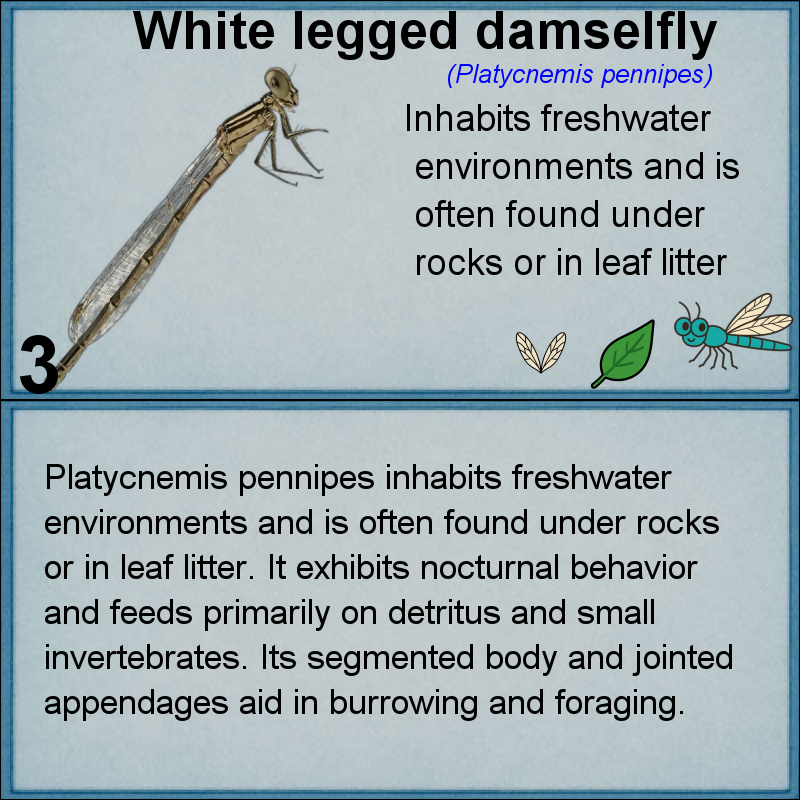 White legged damselfly
(Platycnemis pennipes)
Inhabits freshwater
environments and is
often found under
rocks or in leaf litter
3
Platycnemis pennipes inhabits freshwater
environments and is often found under rocks
or in leaf litter. It exhibits nocturnal behavior
and feeds primarily on detritus and small
invertebrates. Its segmented body and jointed
appendages aid in burrowing and foraging.